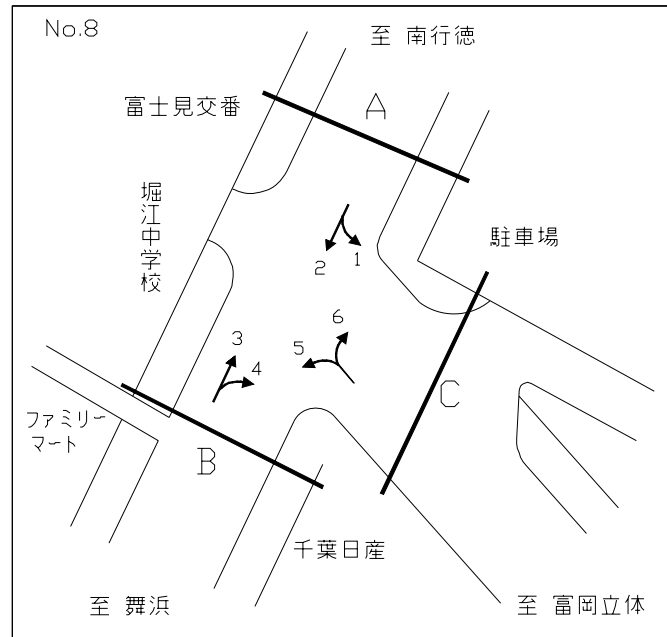 No.8
至 南行徳
富士見交番
A
堀江中学校
駐車場
1
2
6
3
5
4
C
ファミリー
マート
B
千葉日産
至 舞浜
至 富岡立体